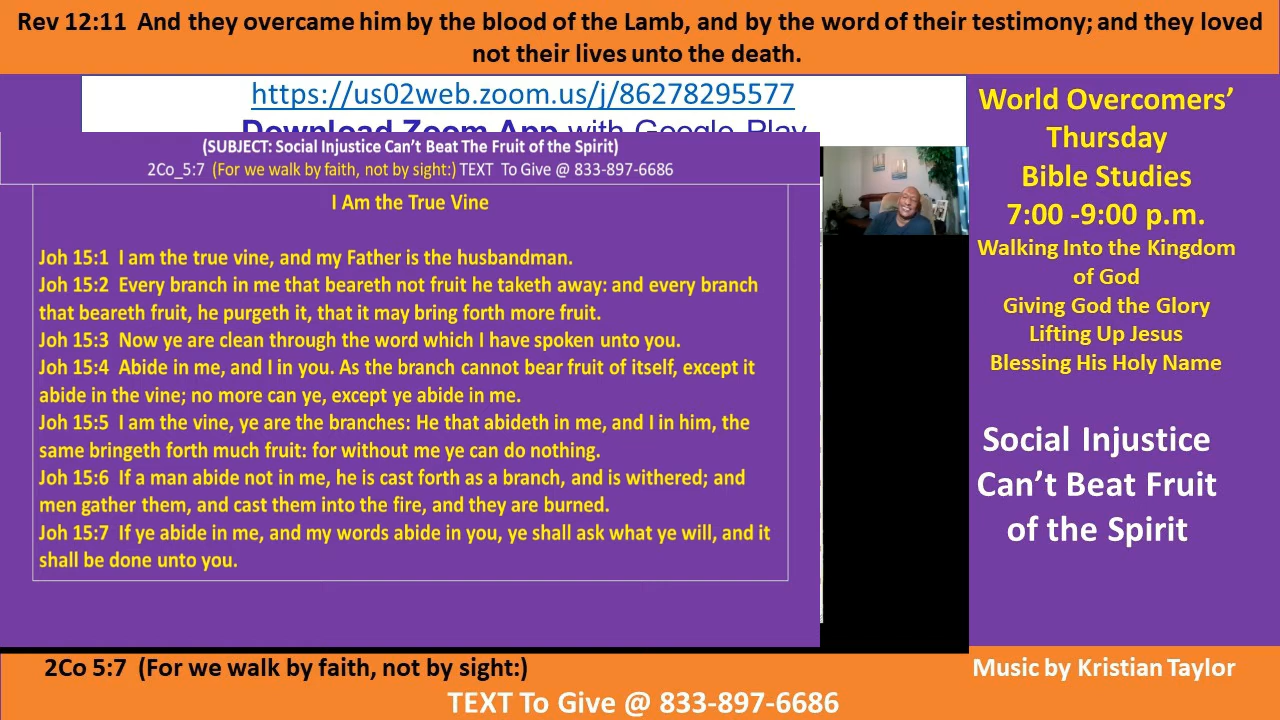 Rev 12:11  And they overcame him by the blood of the Lamb, and by the word of their testimony; and they loved
not their lives unto the death.
https://us02web.zoom.us/j/86278295577
Download Zoom App with Google Play
(SUBJECT: Social Injustice Can’t Beat The Fruit of the Spirit)
2Co_5:7  (For we walk by faith, not by sight:) TEXT  To Give @ 833-897-6686
I Am the True Vine
Joh 15:1  I am the true vine, and my Father is the husbandman.
Joh 15:2  Every branch in me that beareth not fruit he taketh away: and every branch
that beareth fruit, he purgeth it, that it may bring forth more fruit.
Joh 15:3  Now ye are clean through the word which I have spoken unto you.
Joh 15:4  Abide in me, and I in you. As the branch cannot bear fruit of itself, except it
abide in the vine; no more can ye, except ye abide in me.
Joh 15:5  I am the vine, ye are the branches: He that abideth in me, and I in him, the
same bringeth forth much fruit: for without me ye can do nothing.
Joh 15:6  If a man abide not in me, he is cast forth as a branch, and is withered; and
men gather them, and cast them into the fire, and they are burned.
Joh 15:7  If ye abide in me, and my words abide in you, ye shall ask what ye will, and it
shall be done unto you.
World Overcomers’
Thursday
Bible Studies
7:00 -9:00 p.m.
Walking Into the Kingdom
of God
Giving God the Glory
Lifting Up Jesus
Blessing His Holy Name
Social Injustice
Can’t Beat Fruit
of the Spirit
2Co 5:7  (For we walk by faith, not by sight:)
Music by Kristian Taylor
TEXT To Give @ 833-897-6686